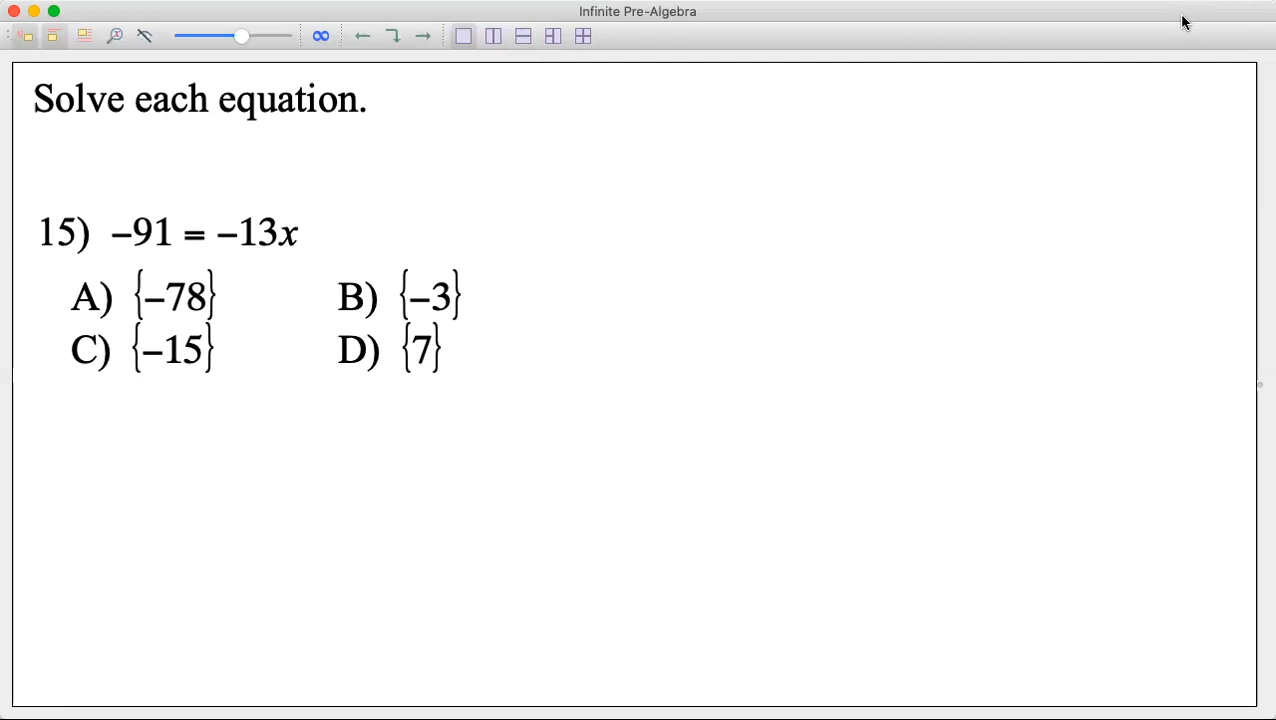 Infinite Pre-Algebra
Solve each equation.
15) −91 = −13x
A) {−78} B) {−3}
C) {−15} D) {7}